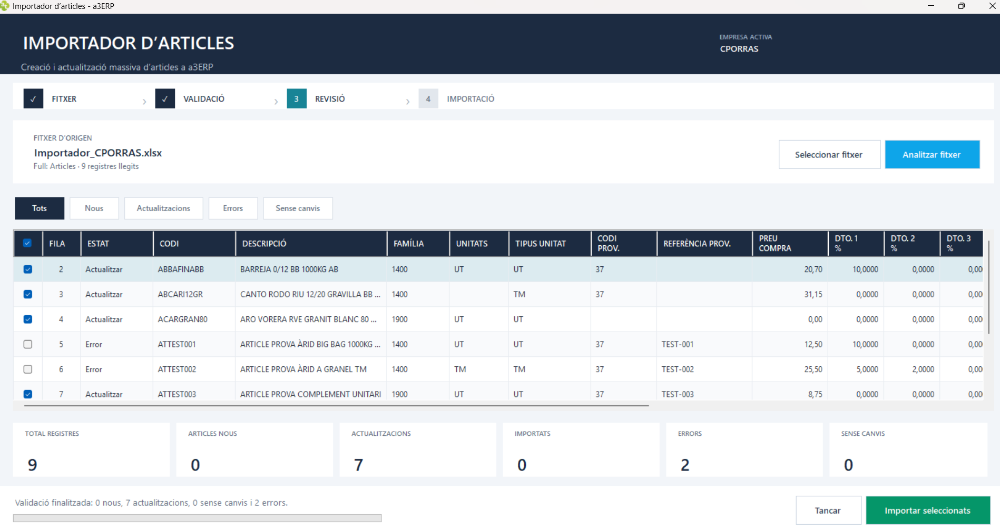 Importador d'articles - a3ERP
IMPORTADOR D'ARTICLES
Creació i actualització massiva d'articles a a3ERP
EMPRESA ACTIVA
CPORRAS
✓ FITXER › ✓ VALIDACIÓ › 3 REVISIÓ › 4 IMPORTACIÓ
FITXER D'ORIGEN
Importador_CPORRAS.xlsx
Full: Articles · 9 registres llegits
Seleccionar fitxer Analitzar fitxer
Tots Nous Actualitzacions Errors Sense canvis
FILA ESTAT CODI DESCRIPCIÓ FAMÍLIA UNITATS TIPUS UNITAT CODI PROV. REFERÈNCIA PROV. PREU COMPRA DTO. 1 % DTO. 2 % DTO. 3 %
2 Actualitzar ABBAFINABB BARREJA 0/12 BB 1000KG AB 1400 UT UT 37 20,70 10,0000 0,0000 0,00
3 Actualitzar ABCARI12GR CANTO RODO RIU 12/20 GRAVILLA BB ... 1400 TM 37 31,15 0,0000 0,0000 0,00
4 Actualitzar ACARGRAN80 ARO VORERA RVE GRANIT BLANC 80 ... 1900 UT UT 0,00 0,0000 0,0000 0,00
5 Error ATTEST001 ARTICLE PROVA ÀRID BIG BAG 1000KG ... 1400 UT UT 37 TEST-001 12,50 10,0000 0,0000 0,00
6 Error ATTEST002 ARTICLE PROVA ÀRID A GRANEL TM 1400 TM TM 37 TEST-002 25,50 5,0000 2,0000 0,00
7 Actualitzar ATTEST003 ARTICLE PROVA COMPLEMENT UNITARI 1900 UT UT 37 TEST-003 8,75 0,0000 0,0000 0,00
TOTAL REGISTRES ARTICLES NOUS ACTUALITZACIONS IMPORTATS ERRORS SENSE CANVIS
9 0 7 0 2 0
Validació finalitzada: 0 nous, 7 actualitzacions, 0 sense canvis i 2 errors.
Tancar Importar seleccionats